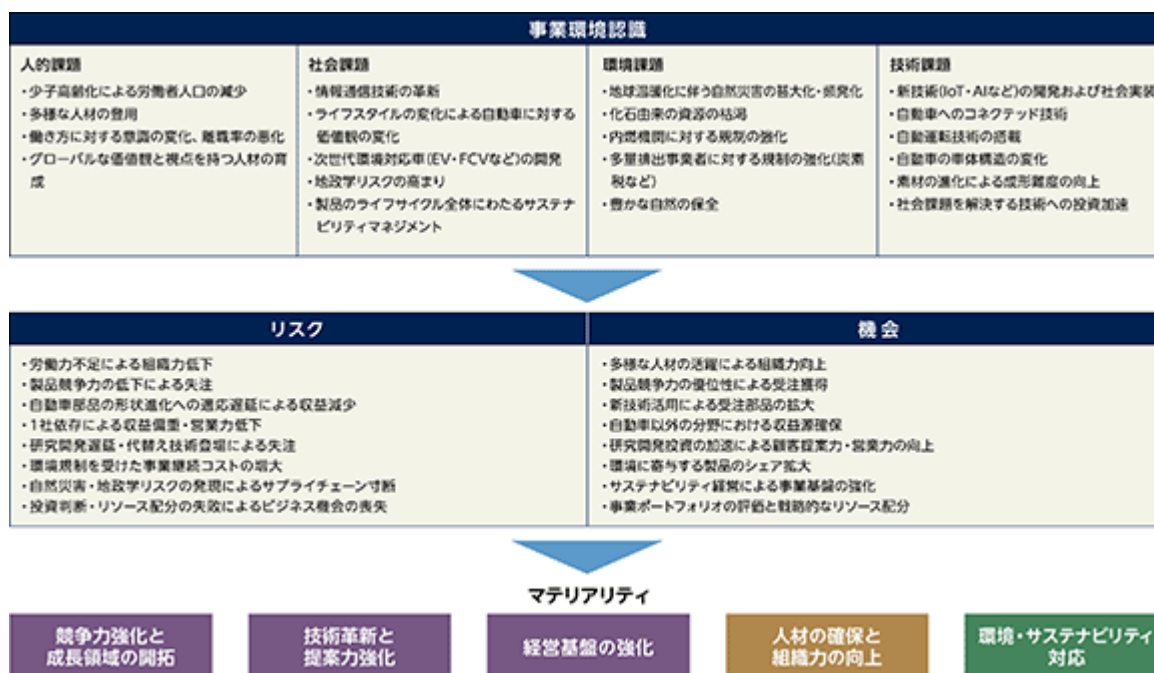 事業環境認識
人的課題
・少子高齢化による労働者人口の減少
・多様な人材の登用
・働き方に対する意識の変化、離職率の悪化
・グローバルな価値観と視点を持つ人材の育
成
社会課題
・情報通信技術の革新
・ライフスタイルの変化による自動車に対する
価値観の変化
・次世代環境対応車(EV・FCVなど)の開発
・地政学リスクの高まり
・製品のライフサイクル全体にわたるサステナ
ビリティマネジメント
環境課題
・地球温暖化に伴う自然災害の甚大化・頻発化
・化石由来の資源の枯渇
・内燃機関に対する規制の強化
・多量排出事業者に対する規制の強化(炭素
税など)
・豊かな自然の保全
技術課題
・新技術(IoT・AIなど)の開発および社会実装
・自動車へのコネクテッド技術
・自動運転技術の搭載
・自動車の車体構造の変化
・素材の進化による成形難度の向上
・社会課題を解決する技術への投資加速
リスク
・労働力不足による組織力低下
・製品競争力の低下による失注
・自動車部品の形状進化への適応遅延による収益減少
・1社依存による収益偏重・営業力低下
・研究開発遅延・代替え技術登場による失注
・環境規制を受けた事業継続コストの増大
・自然災害・地政学リスクの発現によるサプライチェーン寸断
・投資判断・リソース配分の失敗によるビジネス機会の喪失
機会
・多様な人材の活躍による組織力向上
・製品競争力の優位性による受注獲得
・新技術活用による受注部品の拡大
・自動車以外の分野における収益源確保
・研究開発投資の加速による顧客提案力・営業力の向上
・環境に寄与する製品のシェア拡大
・サステナビリティ経営による事業基盤の強化
・事業ポートフォリオの評価と戦略的なリソース配分
マテリアリティ
競争力強化と
成長領域の開拓
技術革新と
提案力強化
経営基盤の強化
人材の確保と
組織力の向上
環境・サステナビリティ
対応